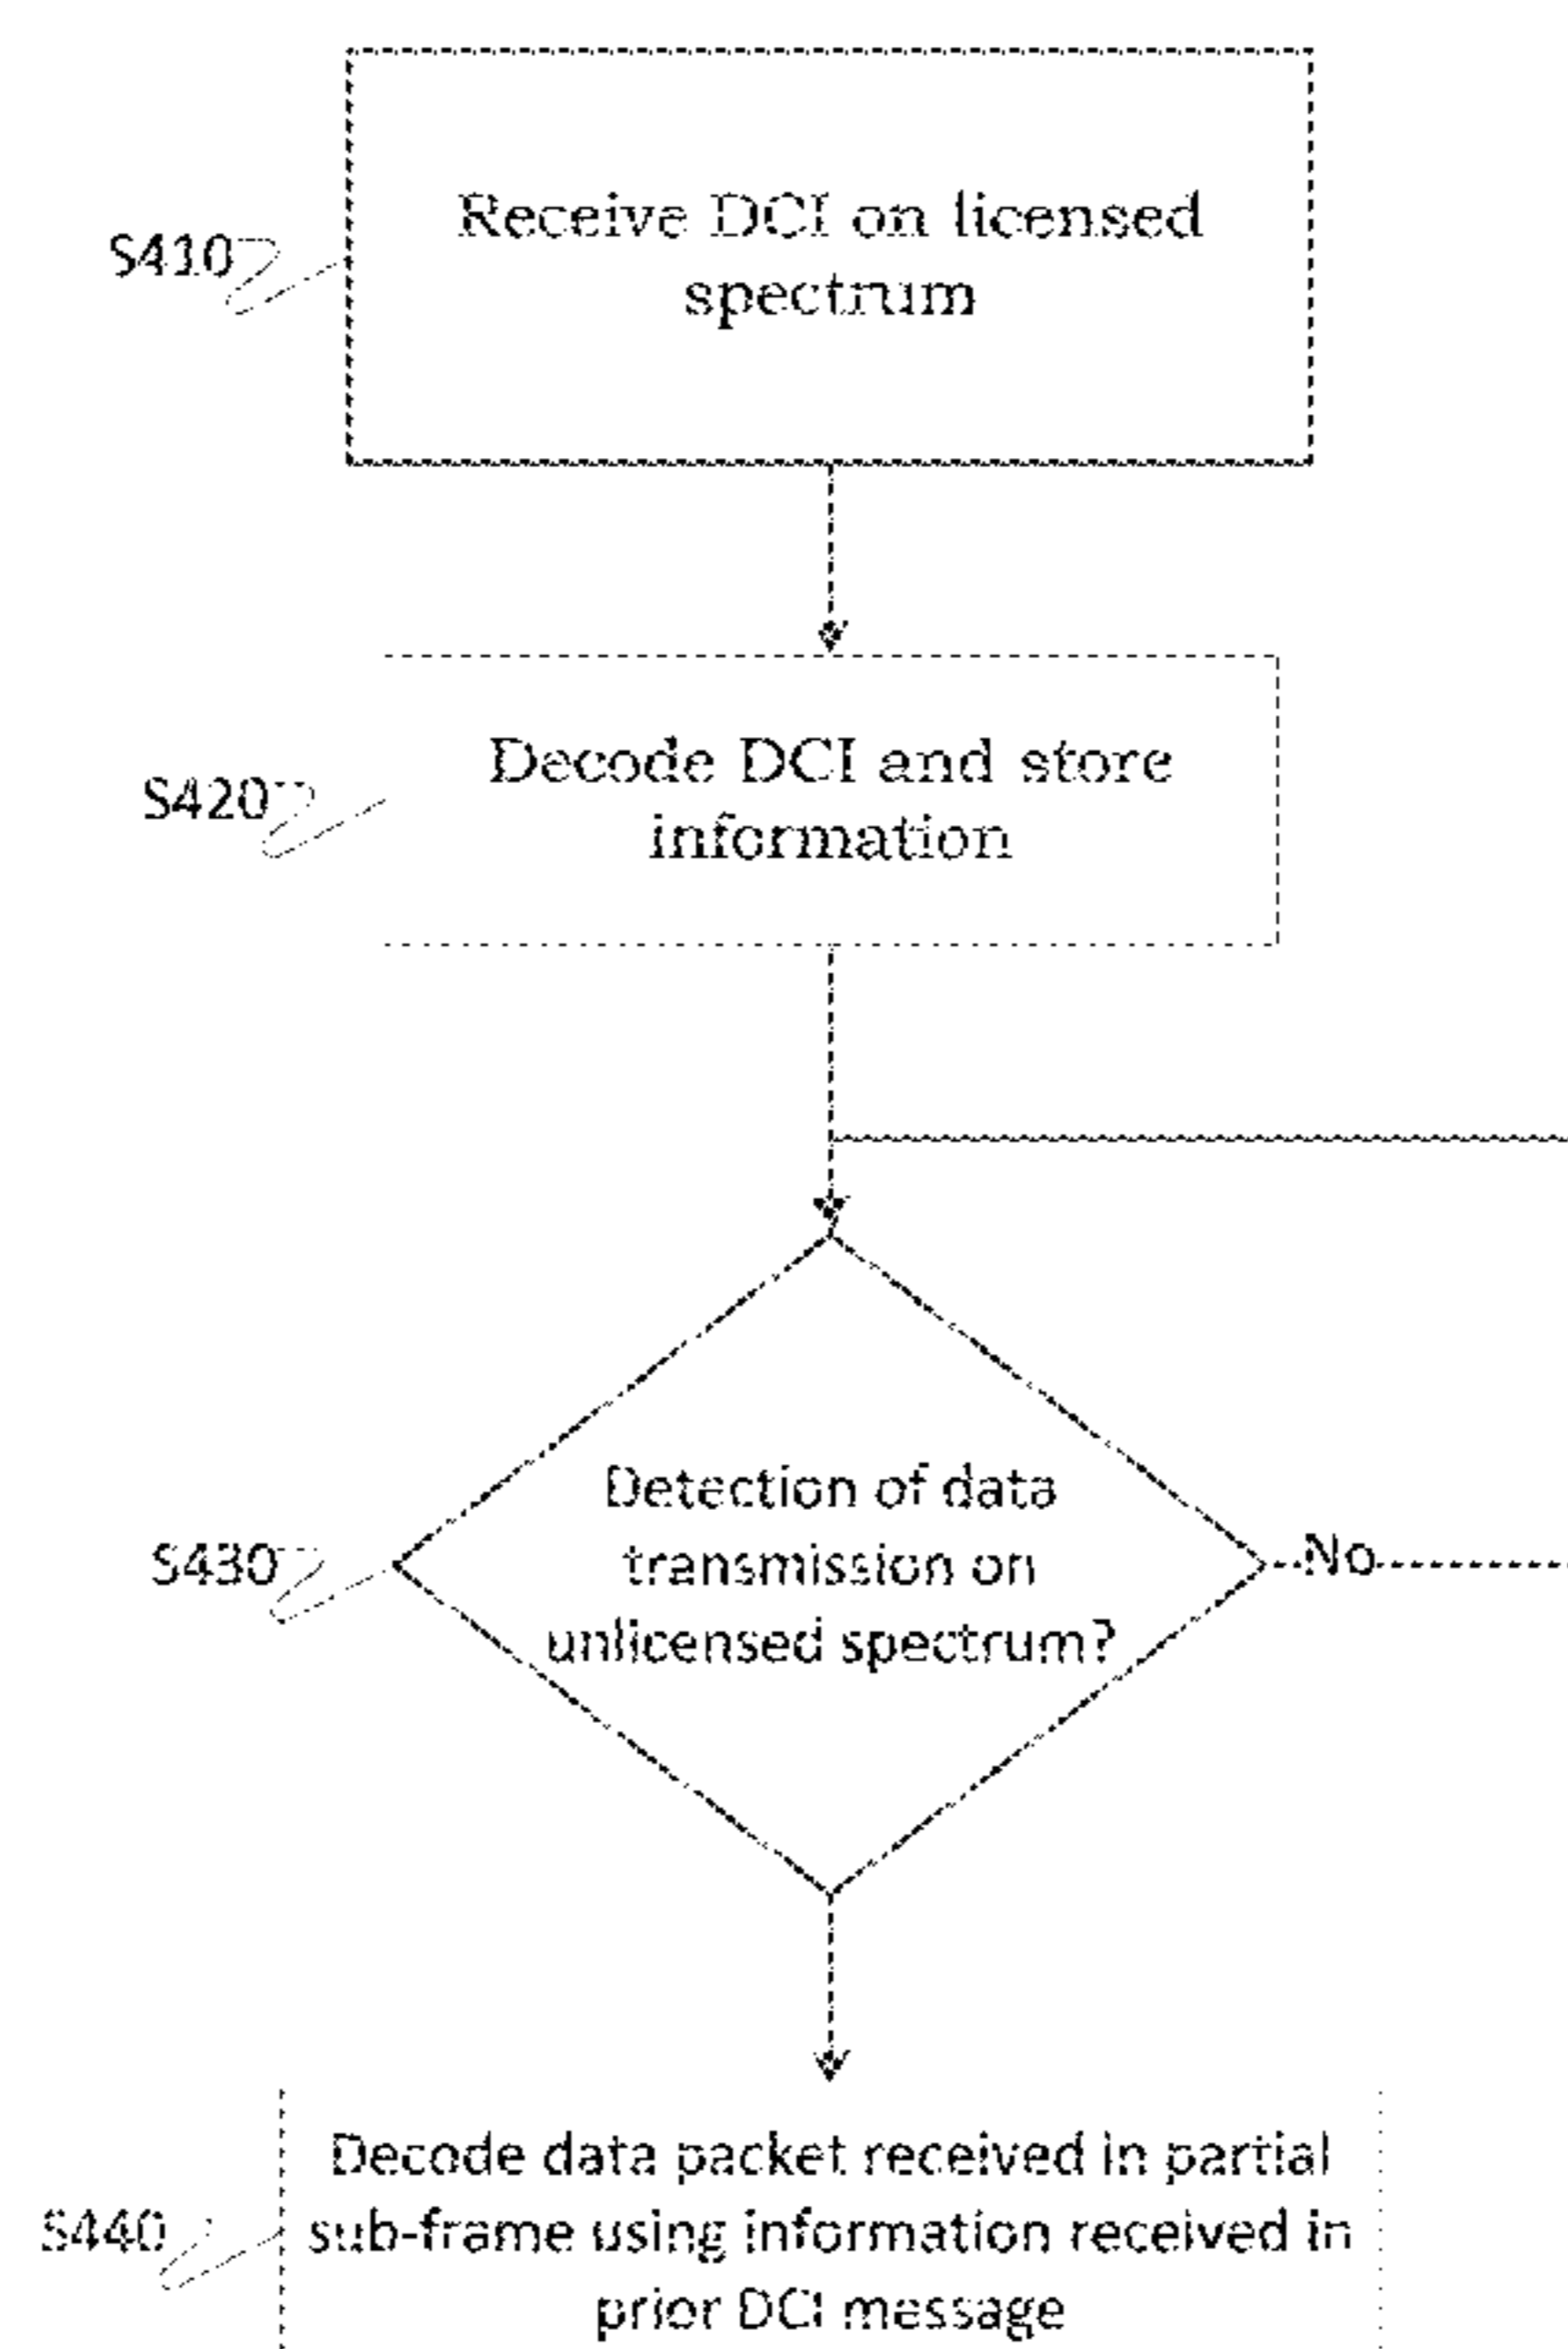 S410
Receive DCI on licensed
spectrum
S420
Decode DCI and store
information
S430
Detection of data
transmission on
unlicensed spectrum?
No
S440
Decode data packet received in partial
sub-frame using information received in
prior DCI message